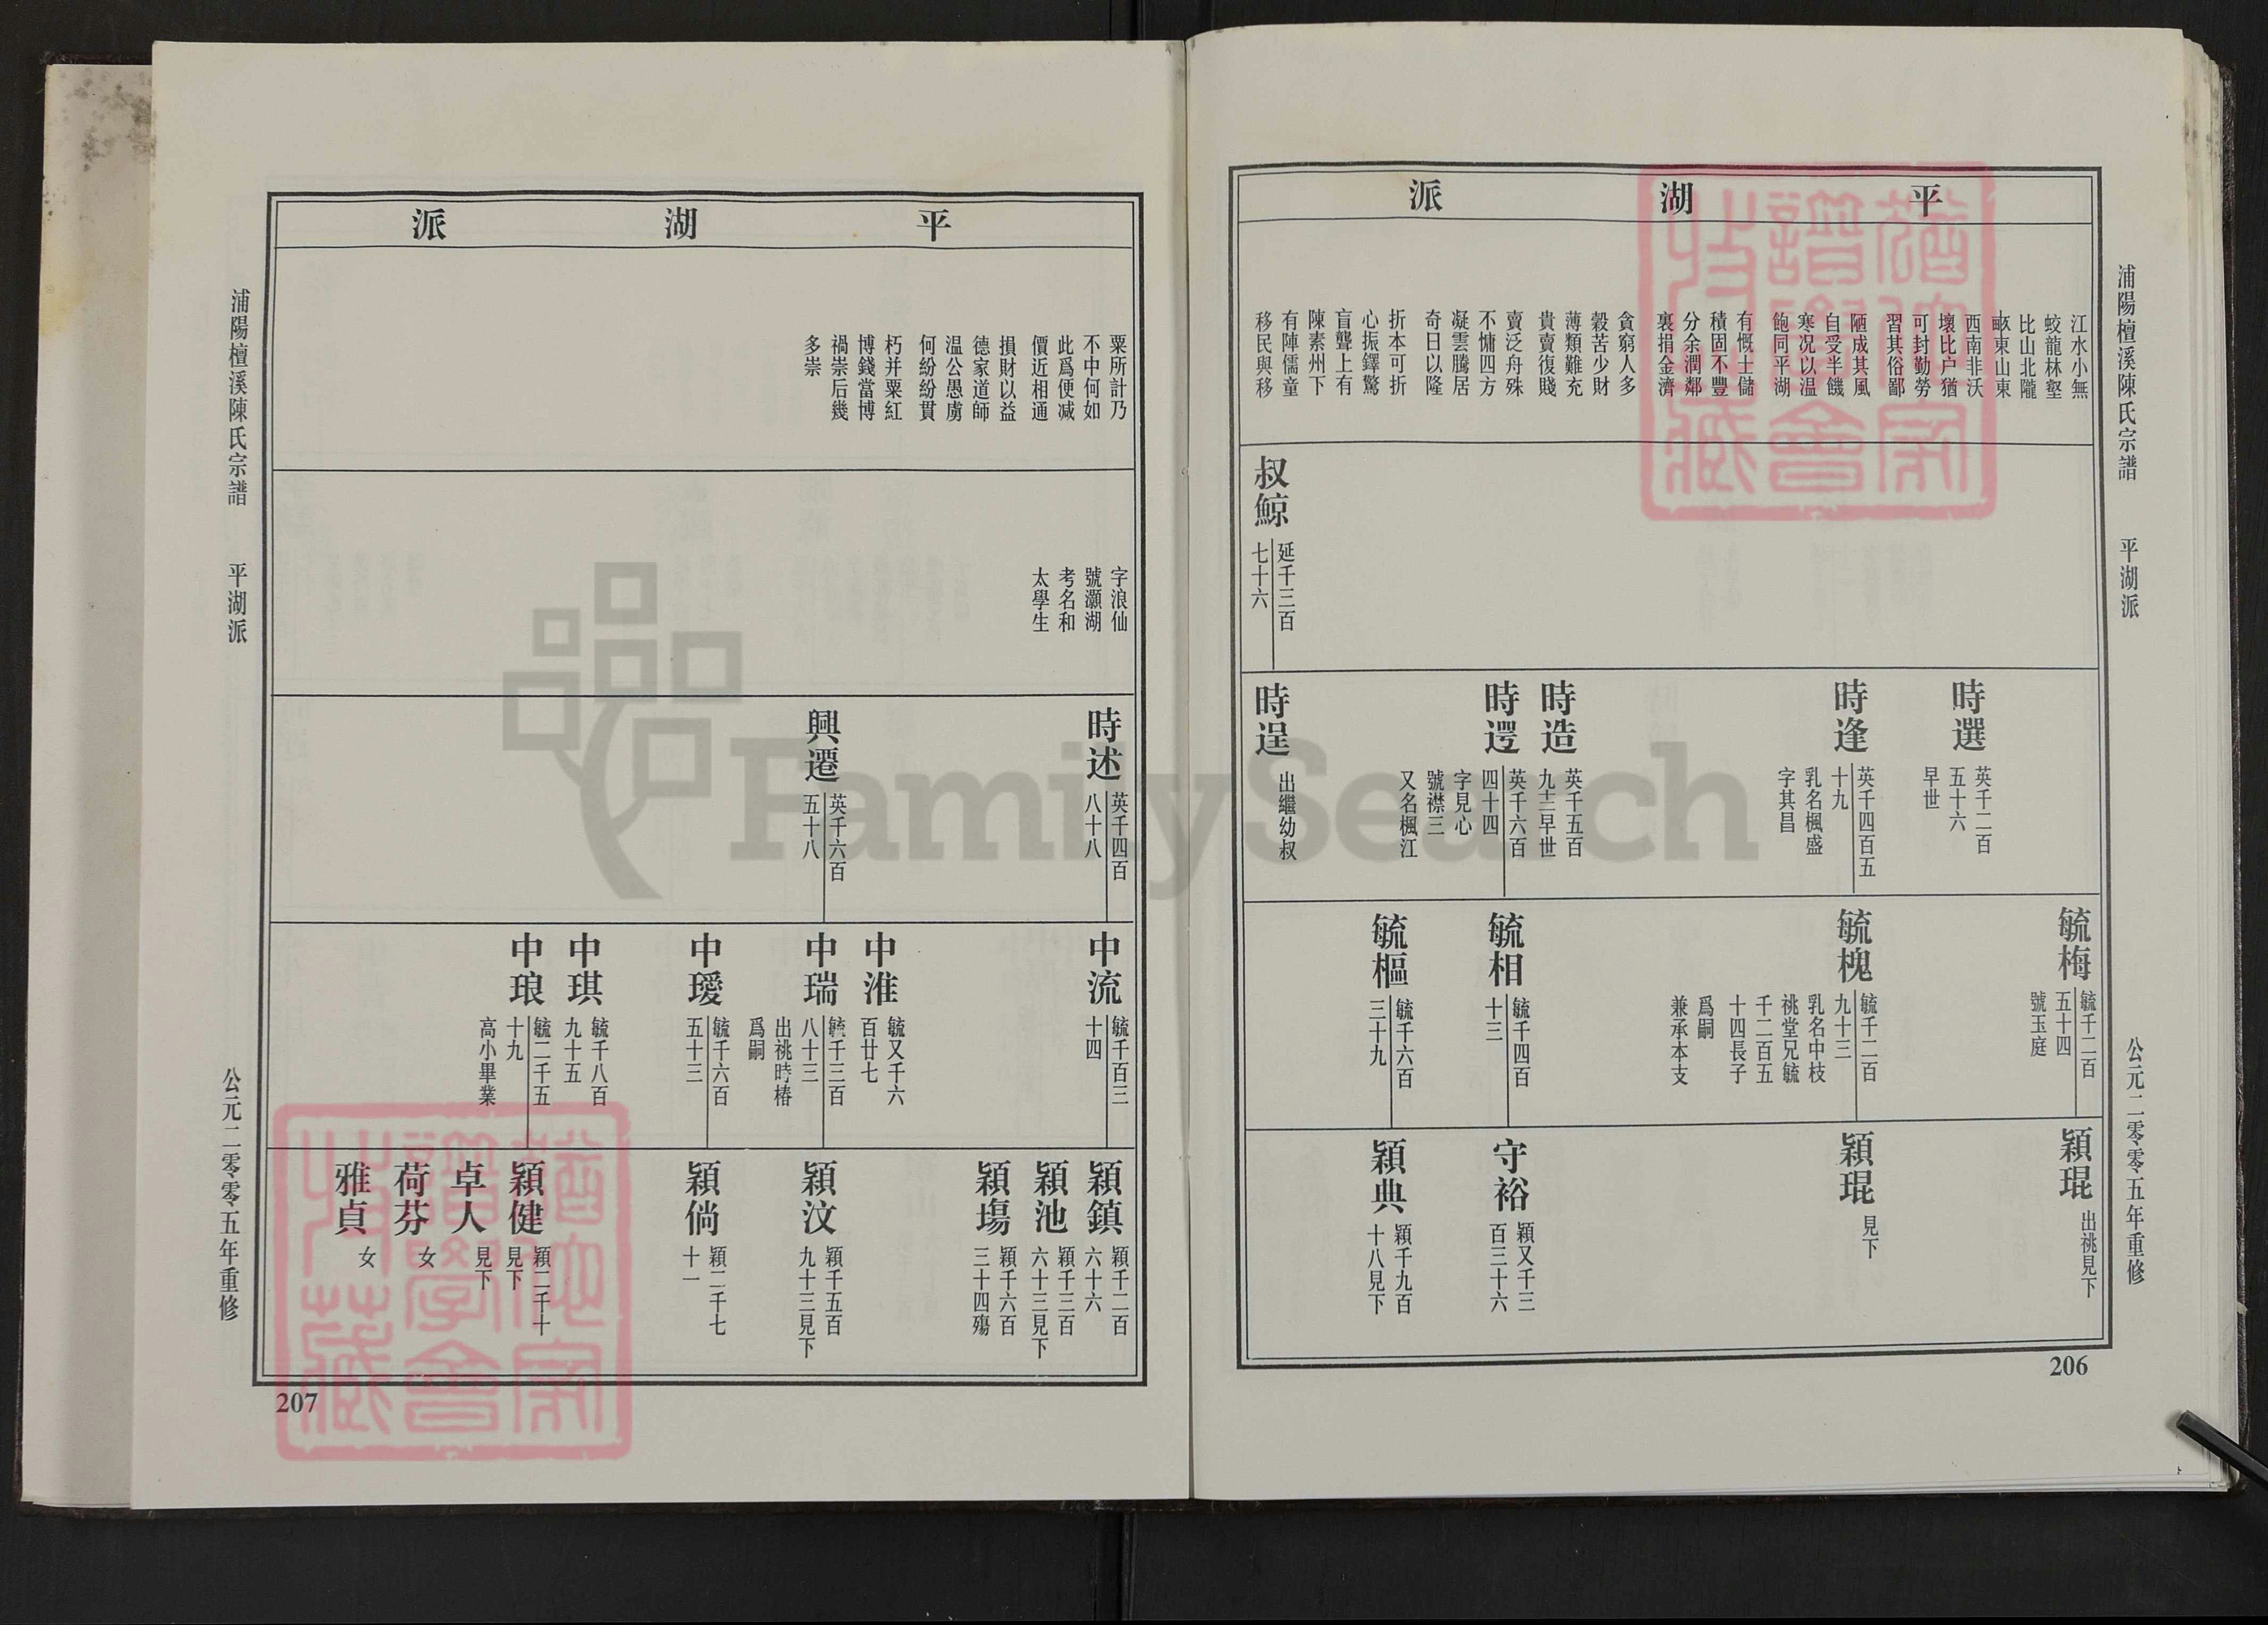 浦陽檀溪陳氏宗譜
平湖派
公元二零零五年重修
平湖派
江水小無
蛟龍林壑
比山北隴
畝東山東
西南非沃
壤比户猶
可封勤勞
習其俗鄙
陋成其風
自受半饑
寒况以温
飽同平湖
有慨士儲
積固不豐
分余潤鄰
裏捐金濟
貪窮人多
穀苦少財
薄類難充
貴賣復賤
賣泛舟殊
不慵四方
凝雲騰居
奇日以隆
折本可折
心振鐸驚
盲聾上有
陳素州下
有陣儒童
移民與移
叔鯨
延千三百
七十六
時選
英千二百
五十六
早世
時逢
英千四百五
十九
乳名楓盛
字其昌
時造
英千五百
九十三早世
時遌
英千六百
四十四
字見心
號襟三
又名楓江
時逞
出繼幼叔
毓梅
毓千二百
五十四
號玉庭
毓槐
毓千二百
九十三
乳名中枝
祧堂兄毓
千二百五
十四長子
爲嗣
兼承本支
毓相
毓千四百
十三
毓樞
毓千六百
三十九
穎琨
出祧見下
穎琨
見下
守裕
穎又千三
百三十六
穎典
穎千九百
十八見下
206
平湖派
粟所計乃
不中何如
此爲便减
價近相通
損財以益
德家道師
温公愚虜
何紛紛貫
朽并粟紅
博錢當博
禍崇后幾
多崇
字浪仙
號灝湖
考名和
太學生
時述
英千四百
八十八
興遷
英千六百
五十八
中流
毓千百三
十四
中淮
毓又千六
百廿七
中瑞
毓千三百
八十三
出祧時椿
爲嗣
中璦
毓千六百
五十三
中琪
毓千八百
九十五
中琅
毓二千五
十九
高小畢業
穎鎮
穎千二百
六十六
穎池
穎千三百
六十三見下
穎塲
穎千六百
三十四殤
穎汶
穎千五百
九十三見下
穎倘
穎二千七
十一
穎健
穎二千十
見下
卓人
見下
荷芬
女
雅貞
女
207
浦陽檀溪陳氏宗譜
平湖派
公元二零零五年重修
FamilySearch